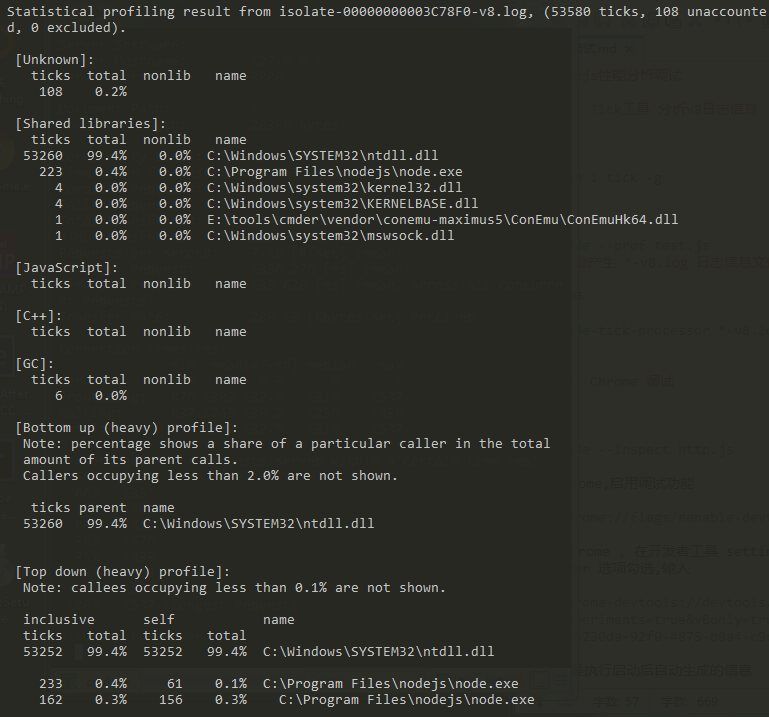 Statistical profiling result from isolate-00000000003C78F0-v8.log, (53580 ticks, 108 unaccounte
d, 0 excluded).
[Unknown]:
ticks total nonlib name
108 0.2%
[Shared libraries]:
ticks total nonlib name
53260 99.4% 0.0% C:\Windows\SYSTEM32\ntdll.dll
223 0.4% 0.0% C:\Program Files\nodejs\node.exe
4 0.0% 0.0% C:\Windows\system32\kernel32.dll
4 0.0% 0.0% C:\Windows\system32\KERNELBASE.dll
1 0.0% 0.0% E:\tools\cmder\vendor\conemu-maximus5\ConEmu\ConEmuHk64.dll
1 0.0% 0.0% C:\Windows\system32\mswsock.dll
[JavaScript]:
ticks total nonlib name
[C++]:
ticks total nonlib name
[GC]:
ticks total nonlib name
6 0.0%
[Bottom up (heavy) profile]:
Note: percentage shows a share of a particular caller in the total
amount of its parent calls.
Callers occupying less than 2.0% are not shown.
ticks parent name
53260 99.4% C:\Windows\SYSTEM32\ntdll.dll
[Top down (heavy) profile]:
Note: callees occupying less than 0.1% are not shown.
inclusive self name
ticks total ticks total
53252 99.4% 53252 99.4% C:\Windows\SYSTEM32\ntdll.dll
233 0.4% 61 0.1% C:\Program Files\nodejs\node.exe
162 0.3% 156 0.3% C:\Program Files\nodejs\node.exe